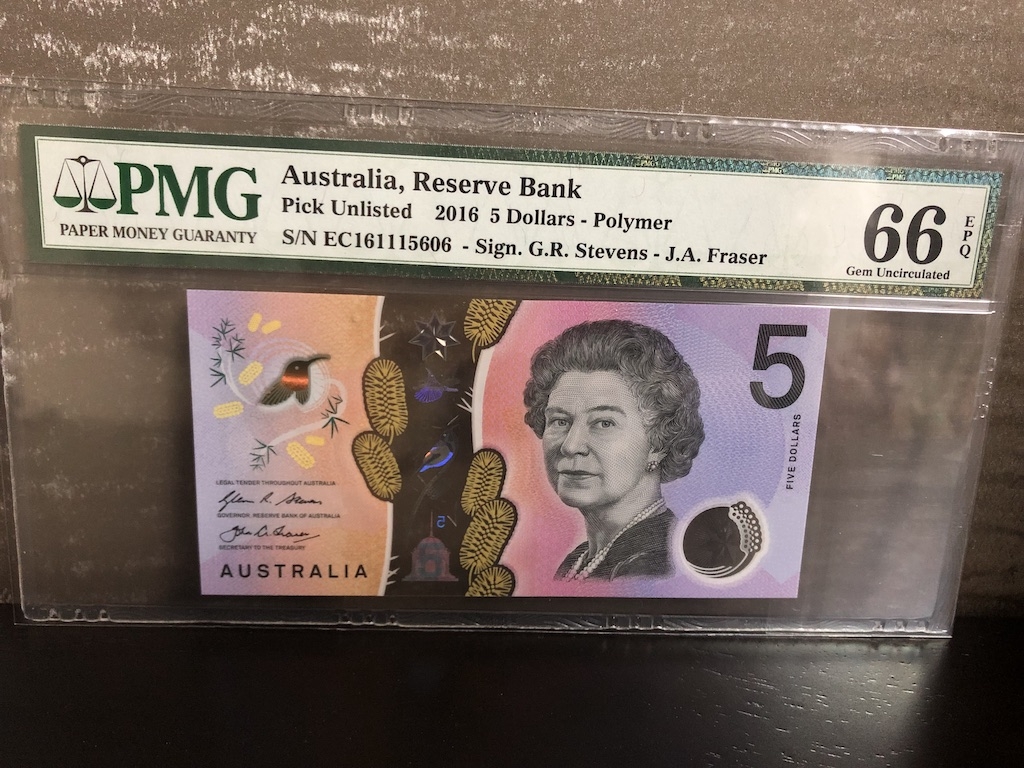 PMG
PAPER MONEY GUARANTY
Australia, Reserve Bank
Pick Unlisted 2016 5 Dollars - Polymer
S/N EC161115606 - Sign. G.R. Stevens - J.A. Fraser
66
EPQ
Gem Uncirculated
5
FIVE DOLLARS
5
LEGAL TENDER THROUGHOUT AUSTRALIA
GOVERNOR, RESERVE BANK OF AUSTRALIA
SECRETARY TO THE TREASURY
AUSTRALIA